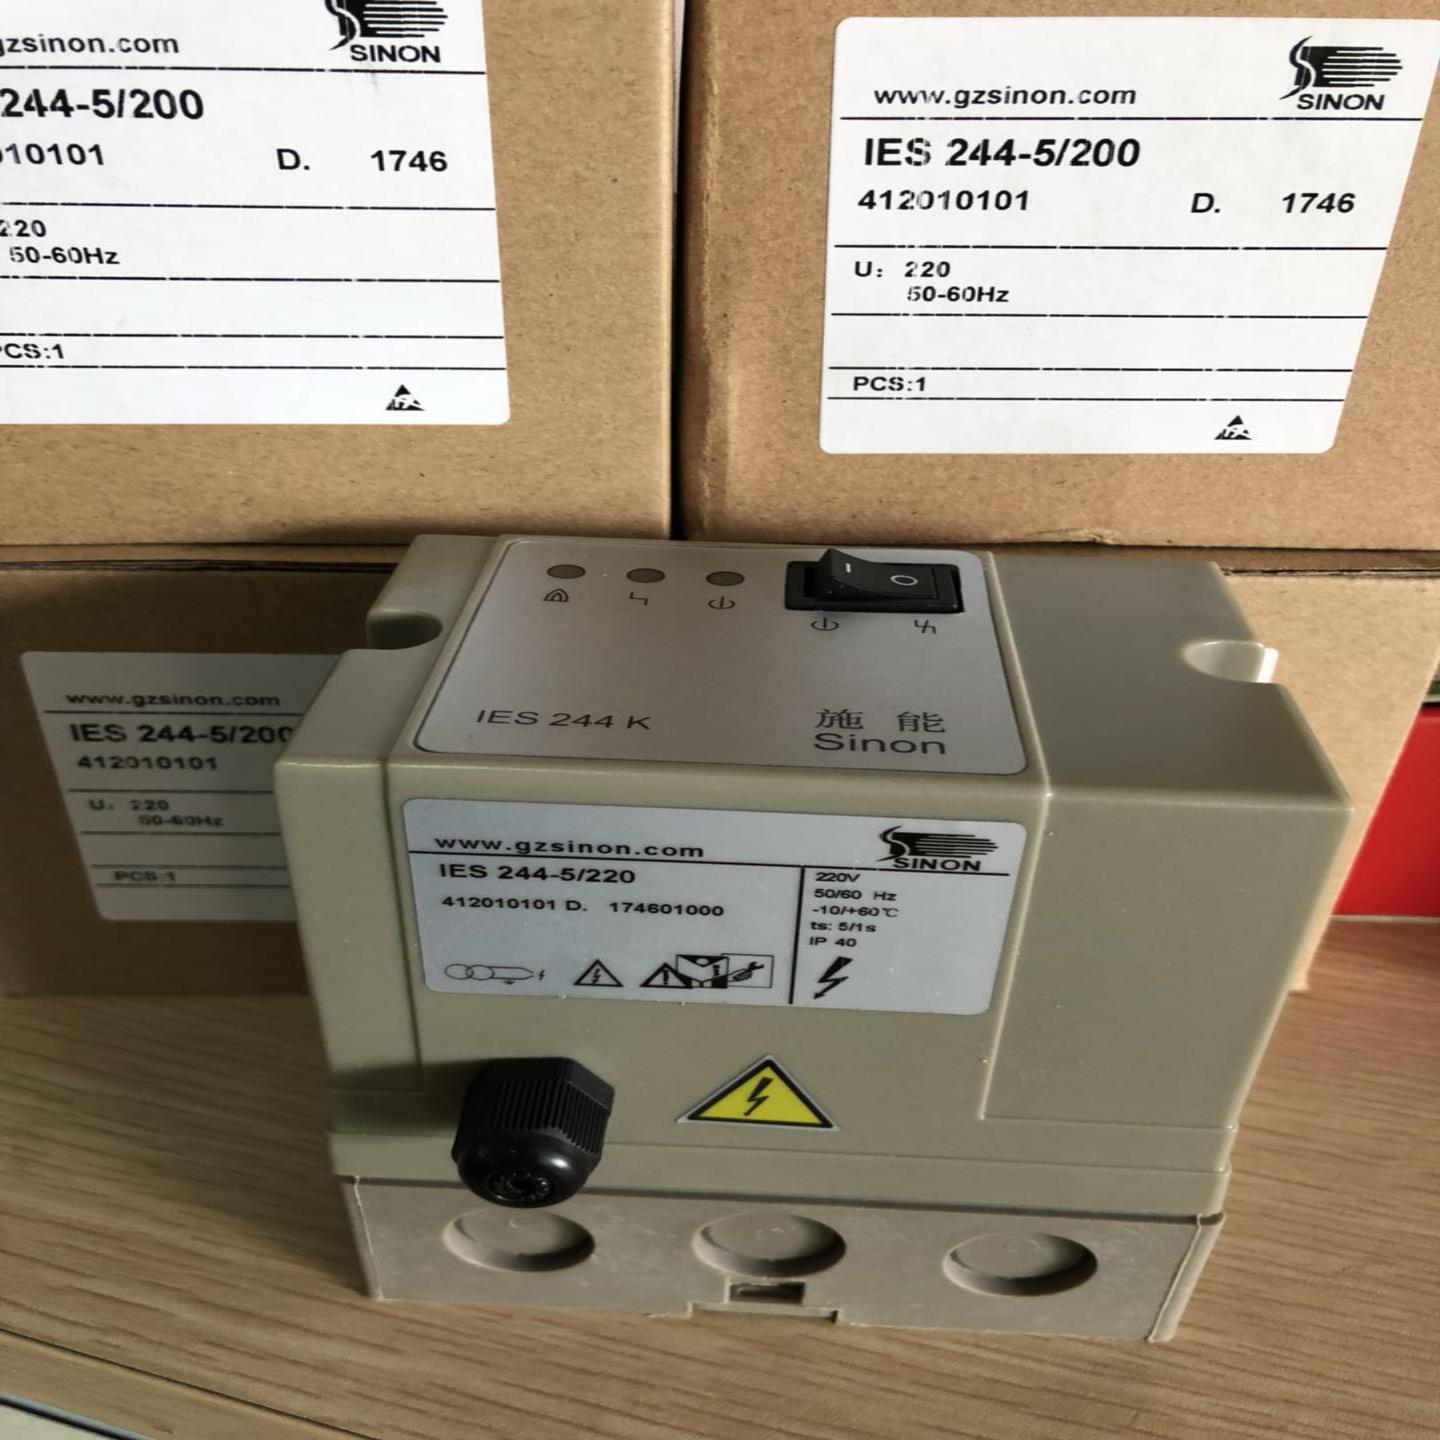 gzsinon.com
SINON
244-5/200
10101 D. 1746
220
50-60Hz
PCS:1
www.gzsinon.com
SINON
IES 244-5/200
412010101 D. 1746
U: 220
50-60Hz
PCS:1
www.gzsinon.com
IES 244-5/200
412010101
U: 220
50-60Hz
PCS:1
IES 244 K
施能
Sinon
www.gzsinon.com
SINON
IES 244-5/220
412010101 D. 174601000
220V
50/60 Hz
-10/+60℃
ts: 5/1s
IP 40